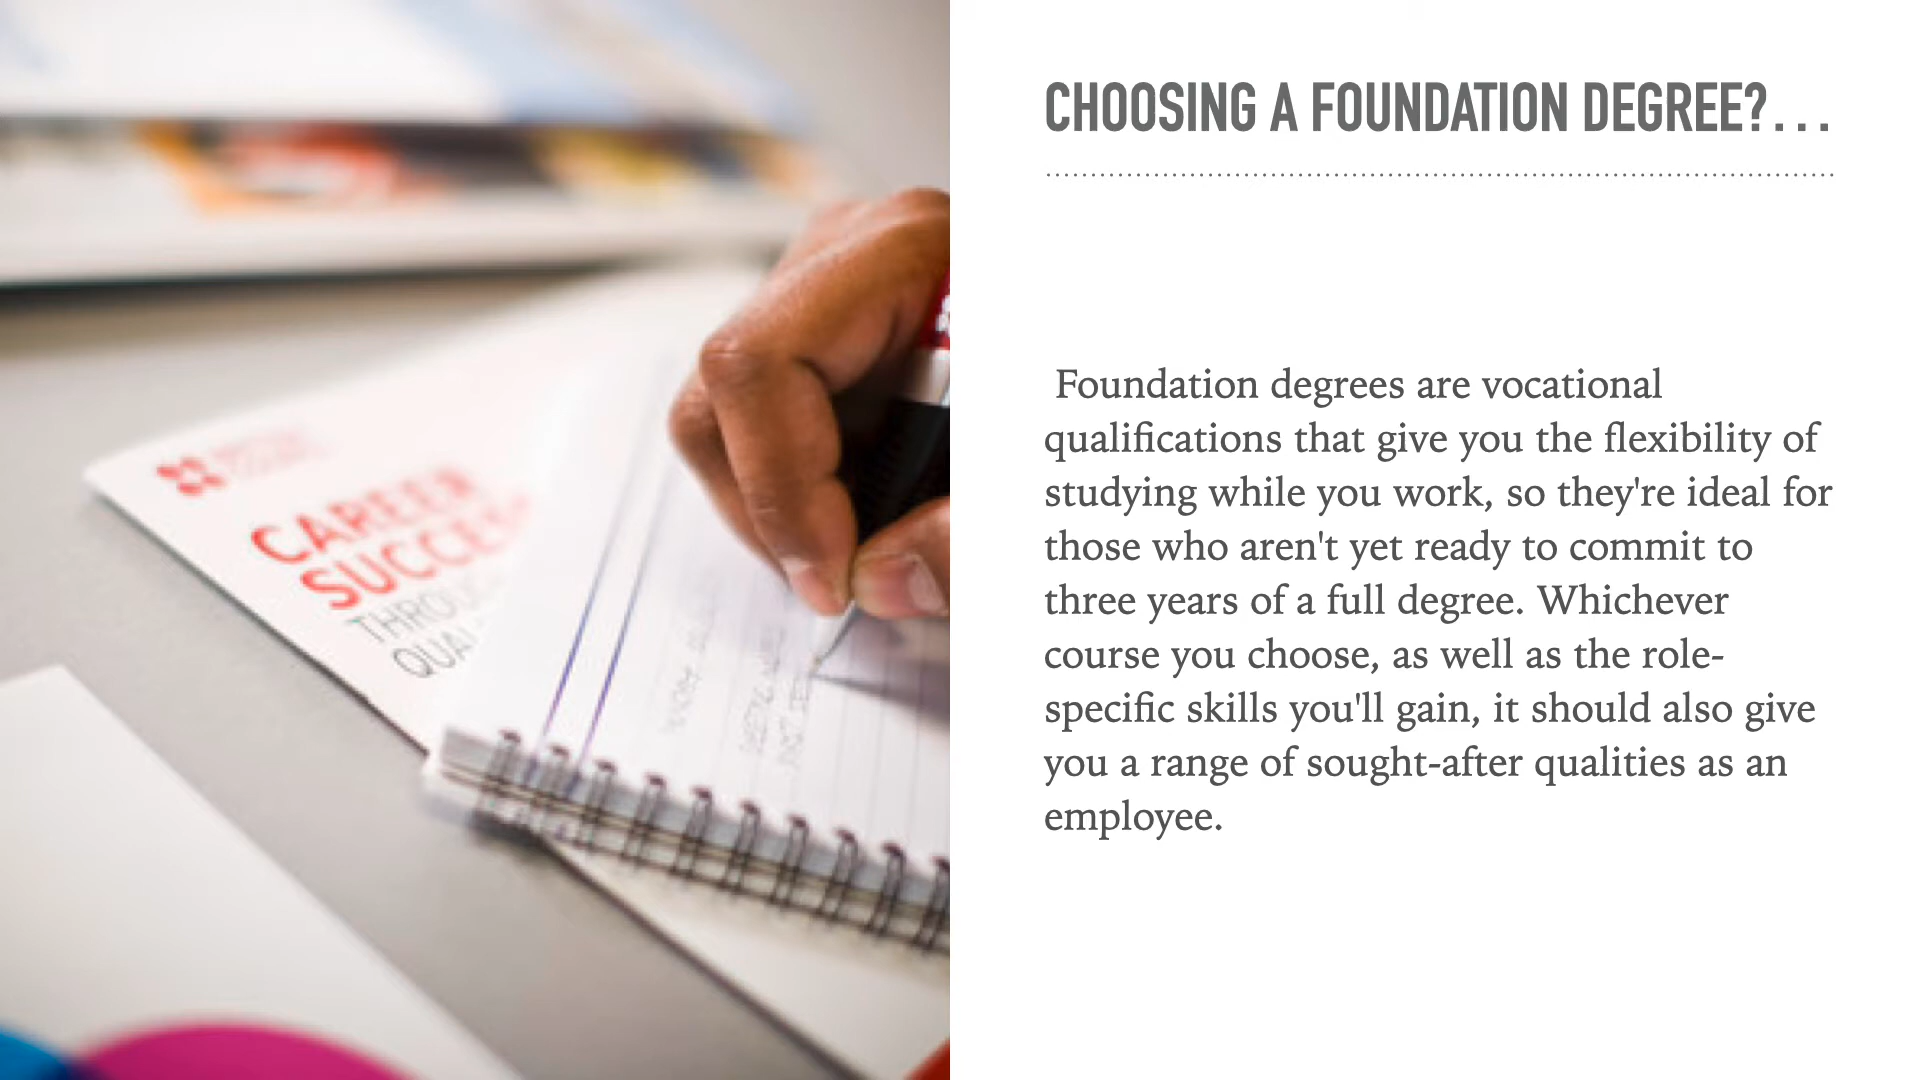 CHOOSING A FOUNDATION DEGREE?...
Foundation degrees are vocational
qualifications that give you the flexibility of
studying while you work, so they're ideal for
those who aren't yet ready to commit to
three years of a full degree. Whichever
course you choose, as well as the role-
specific skills you'll gain, it should also give
you a range of sought-after qualities as an
employee.
CAREER
SUCCE
THRO
QUAL